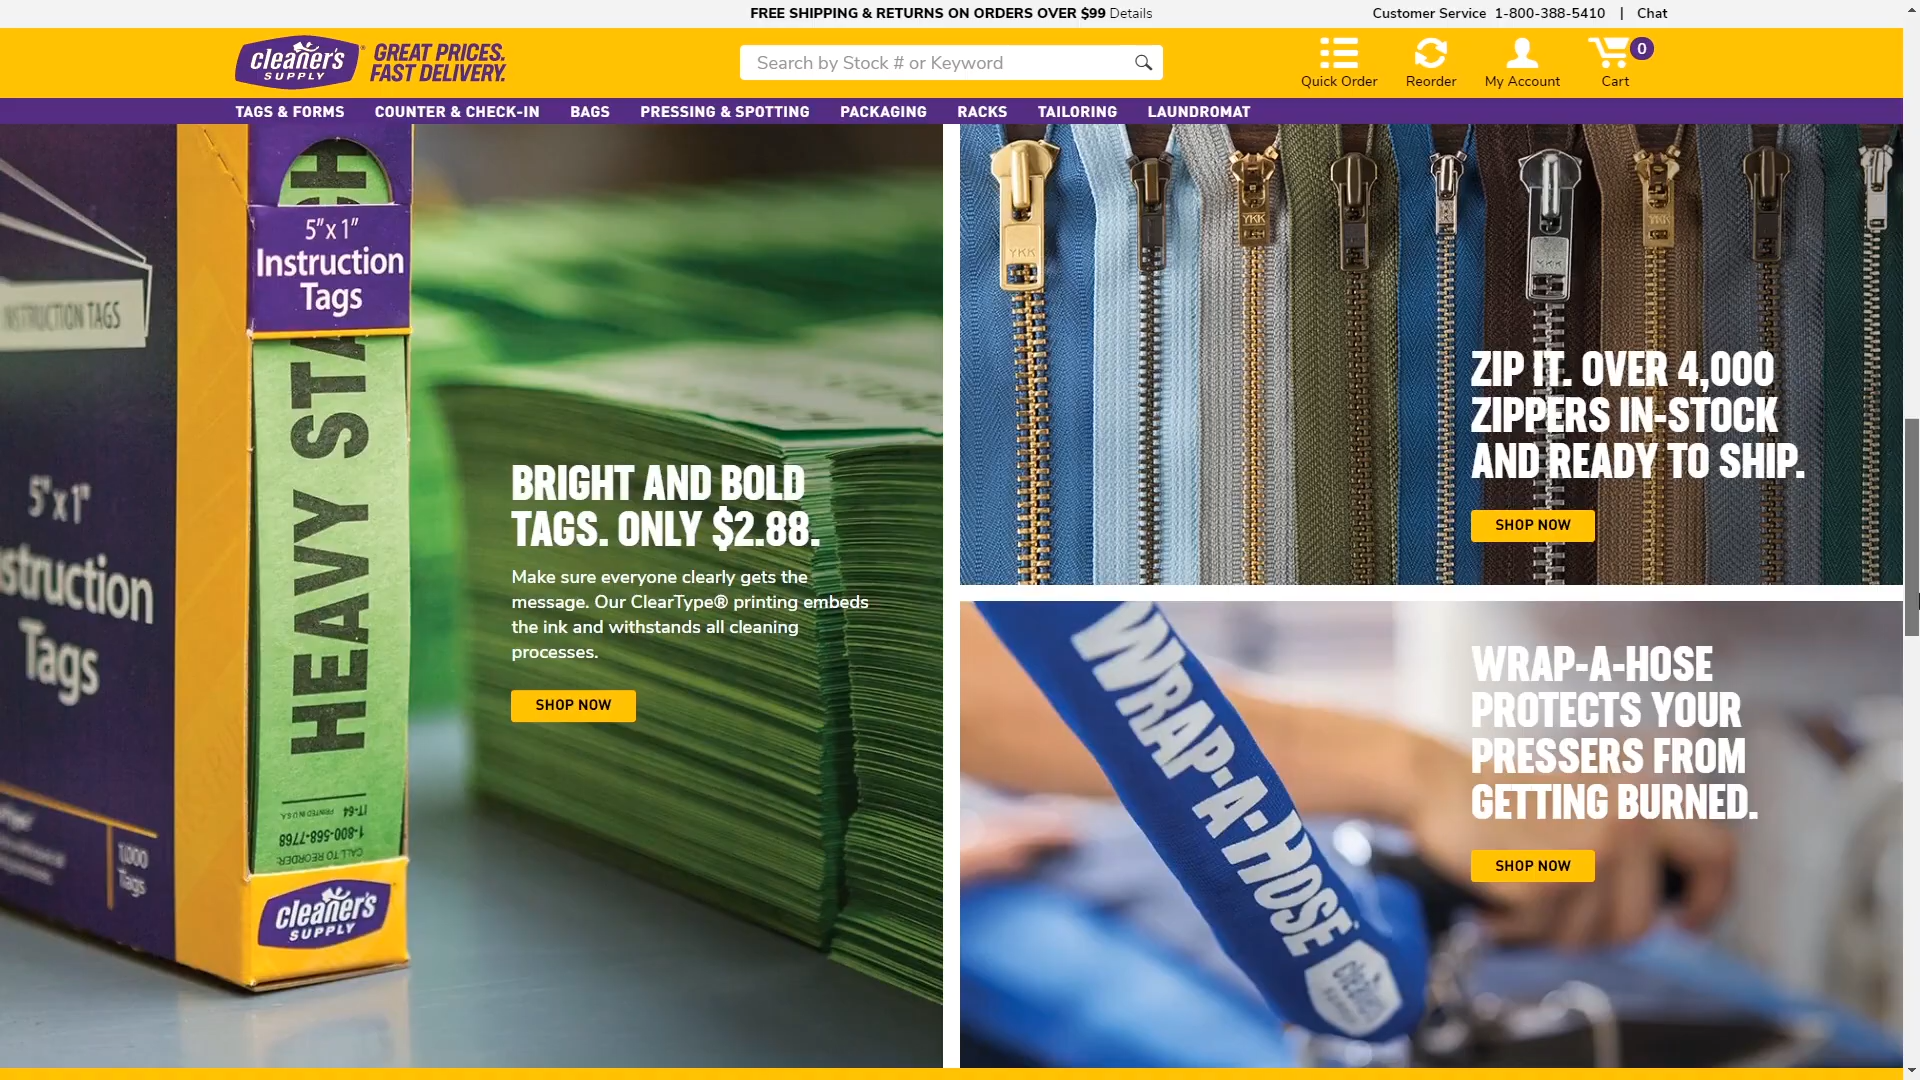 FREE SHIPPING & RETURNS ON ORDERS OVER $99 Details
Customer Service 1-800-388-5410 | Chat
cleaner's
SUPPLY
GREAT PRICES.
FAST DELIVERY.
Search by Stock # or Keyword
Quick Order
Reorder
My Account
0
Cart
TAGS & FORMS
COUNTER & CHECK-IN
BAGS
PRESSING & SPOTTING
PACKAGING
RACKS
TAILORING
LAUNDROMAT
INSTRUCTION TAGS
5"x1"
struction
Tags
1,000
Tags
5"x1"
Instruction
Tags
HEAVY STA
IT-64 PRINTED IN U.S.A.
1-800-568-7768
CALL TO REORDER:
cleaner's
SUPPLY
BRIGHT AND BOLD
TAGS. ONLY $2.88.
Make sure everyone clearly gets the
message. Our ClearType® printing embeds
the ink and withstands all cleaning
processes.
SHOP NOW
YKK
YKK
YKK
YKK
ZIP IT. OVER 4,000
ZIPPERS IN-STOCK
AND READY TO SHIP.
SHOP NOW
WRAP-A-HOSE
WRAP-A-HOSE
PROTECTS YOUR
PRESSERS FROM
GETTING BURNED.
SHOP NOW